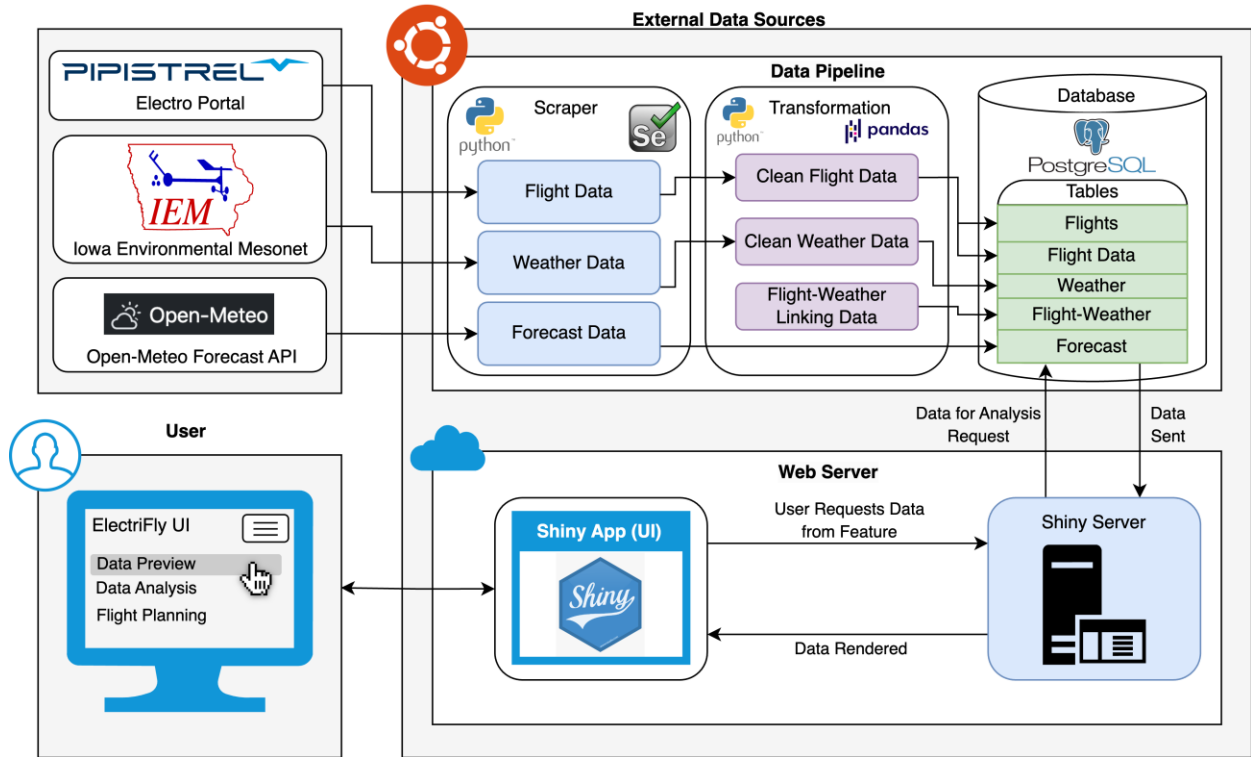 External Data Sources
PIPISTREL
Electro Portal
IEM
Iowa Environmental Mesonet
Open-Meteo
Open-Meteo Forecast API
Data Pipeline
Scraper
python™
Se
Flight Data
Weather Data
Forecast Data
Transformation
python™
pandas
Clean Flight Data
Clean Weather Data
Flight-Weather
Linking Data
Database
PostgreSQL
Tables
Flights
Flight Data
Weather
Flight-Weather
Forecast
Data for Analysis
Request
Data
Sent
User
ElectriFly UI
Data Preview
Data Analysis
Flight Planning
Web Server
Shiny App (UI)
Shiny
User Requests Data
from Feature
Data Rendered
Shiny Server